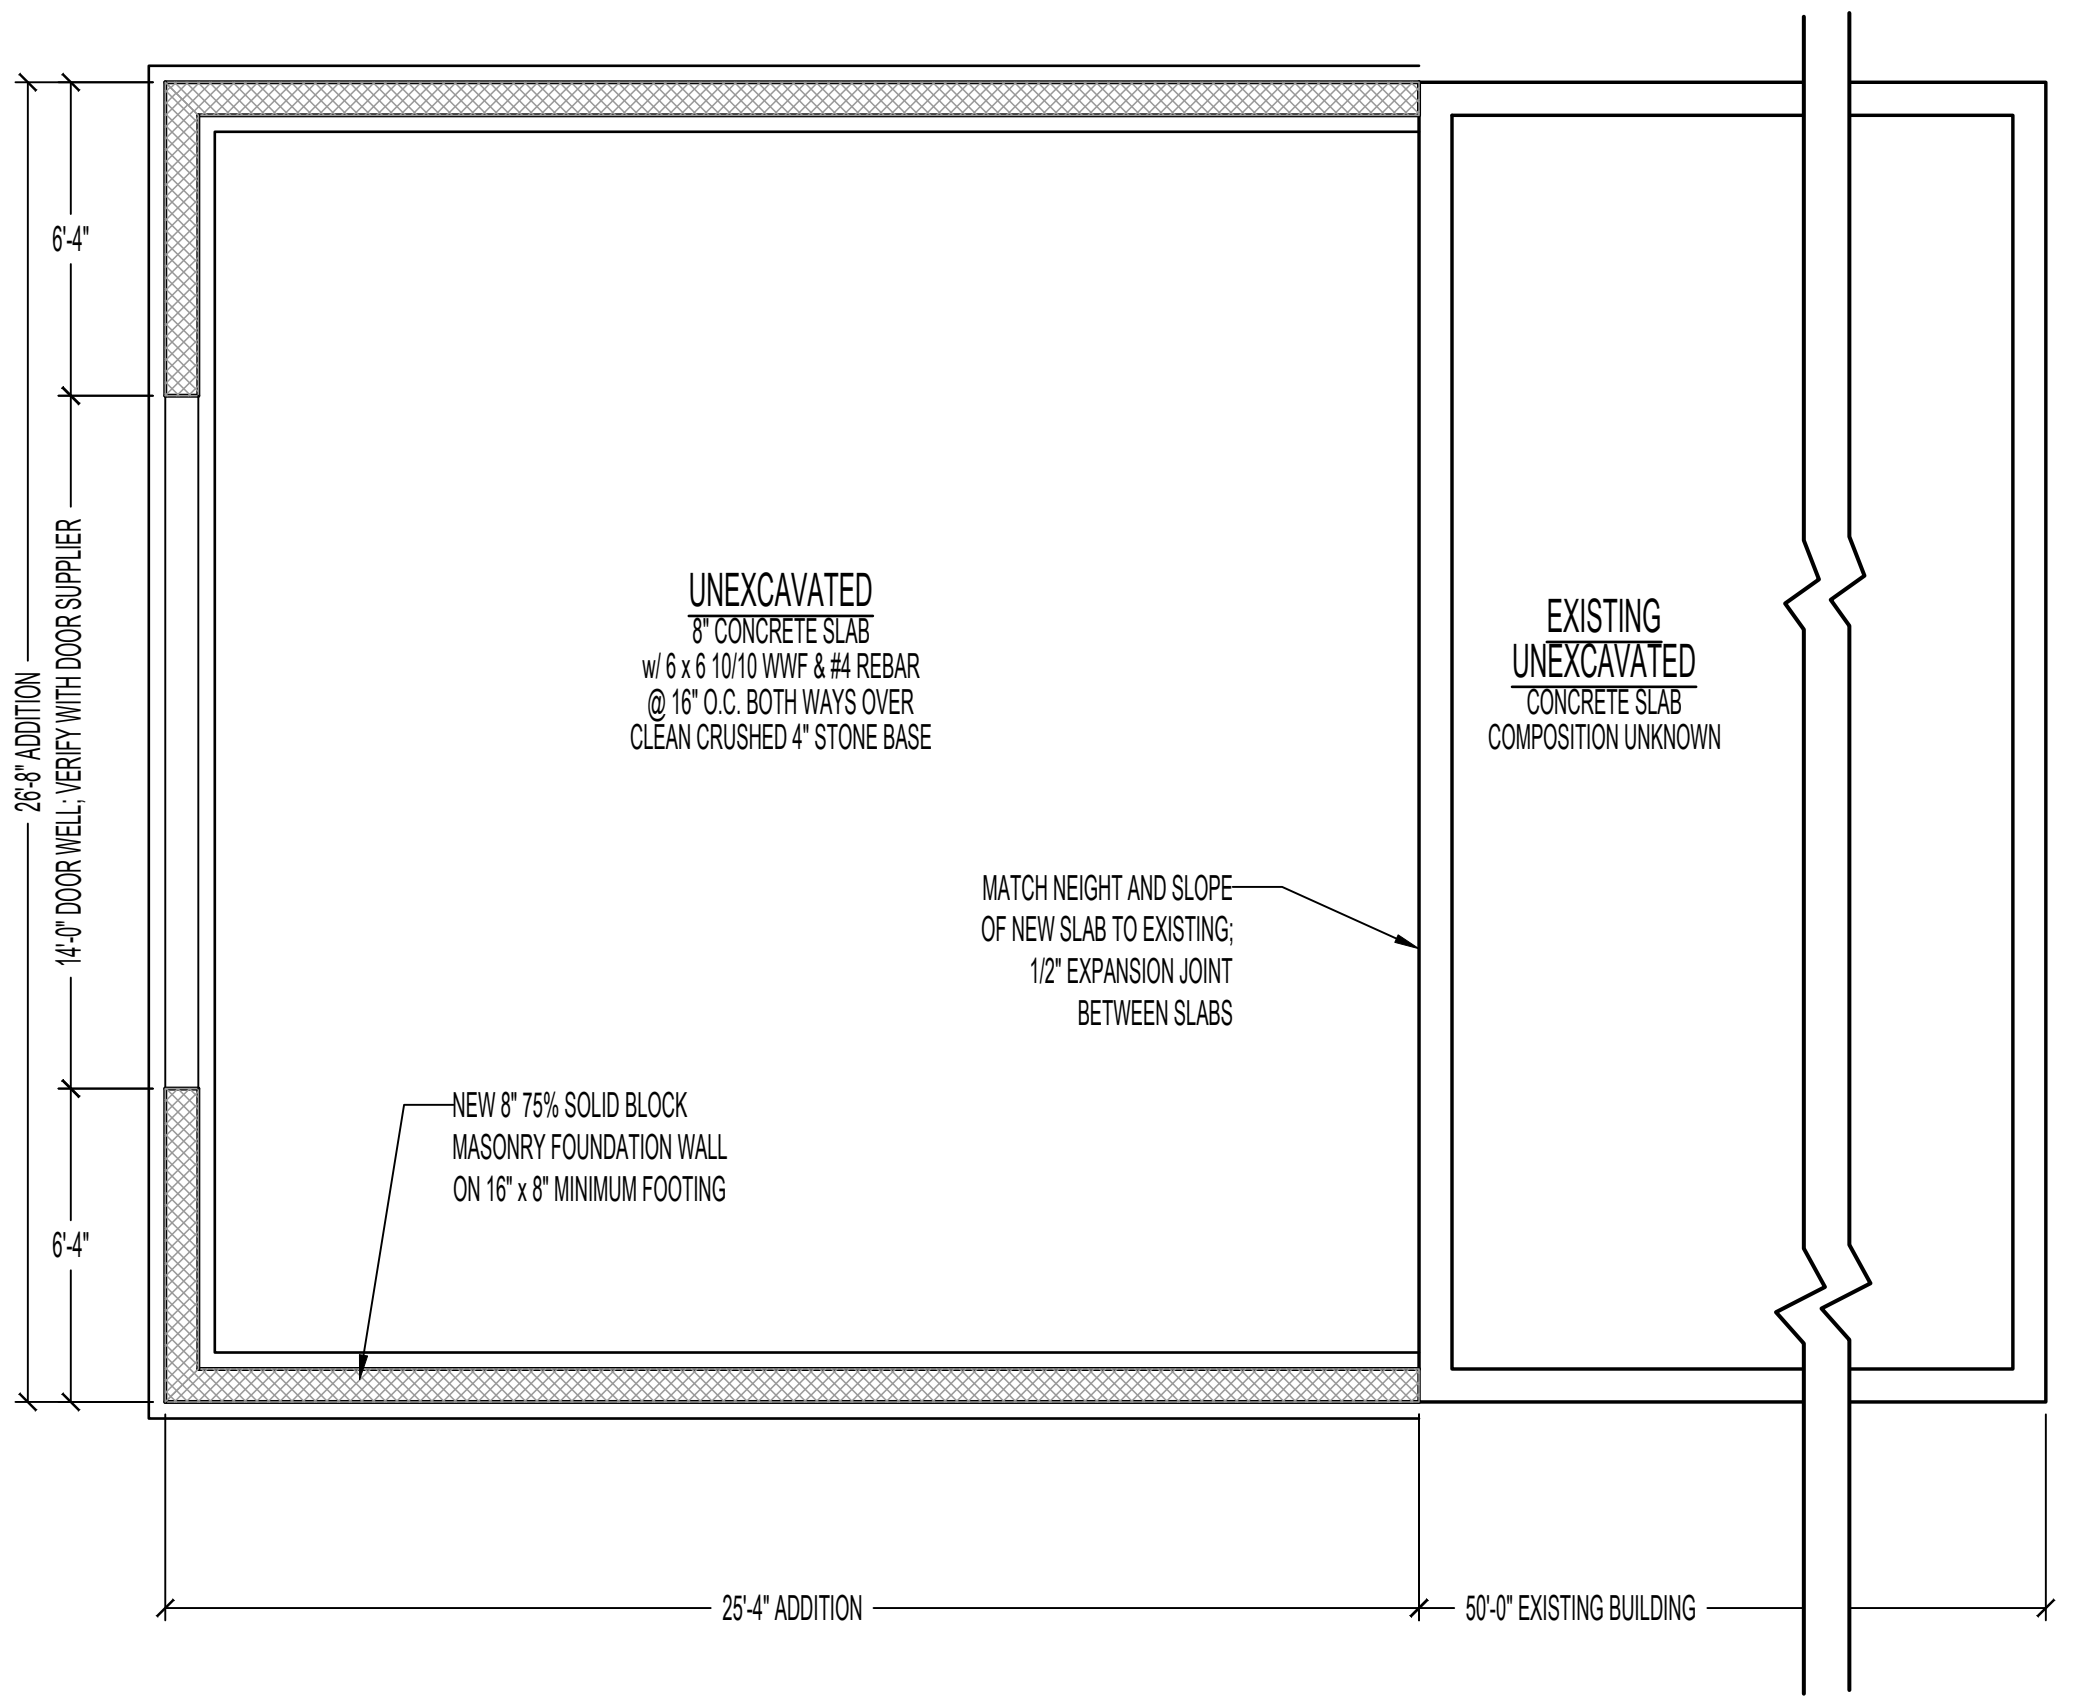 6'-4"
26'-8" ADDITION
14'-0" DOOR WELL; VERIFY WITH DOOR SUPPLIER
6'-4"
UNEXCAVATED
8" CONCRETE SLAB
w/ 6 x 6 10/10 WWF & #4 REBAR
@ 16" O.C. BOTH WAYS OVER
CLEAN CRUSHED 4" STONE BASE
EXISTING
UNEXCAVATED
CONCRETE SLAB
COMPOSITION UNKNOWN
MATCH NEIGHT AND SLOPE
OF NEW SLAB TO EXISTING;
1/2" EXPANSION JOINT
BETWEEN SLABS
NEW 8" 75% SOLID BLOCK
MASONRY FOUNDATION WALL
ON 16" x 8" MINIMUM FOOTING
25'-4" ADDITION
50'-0" EXISTING BUILDING